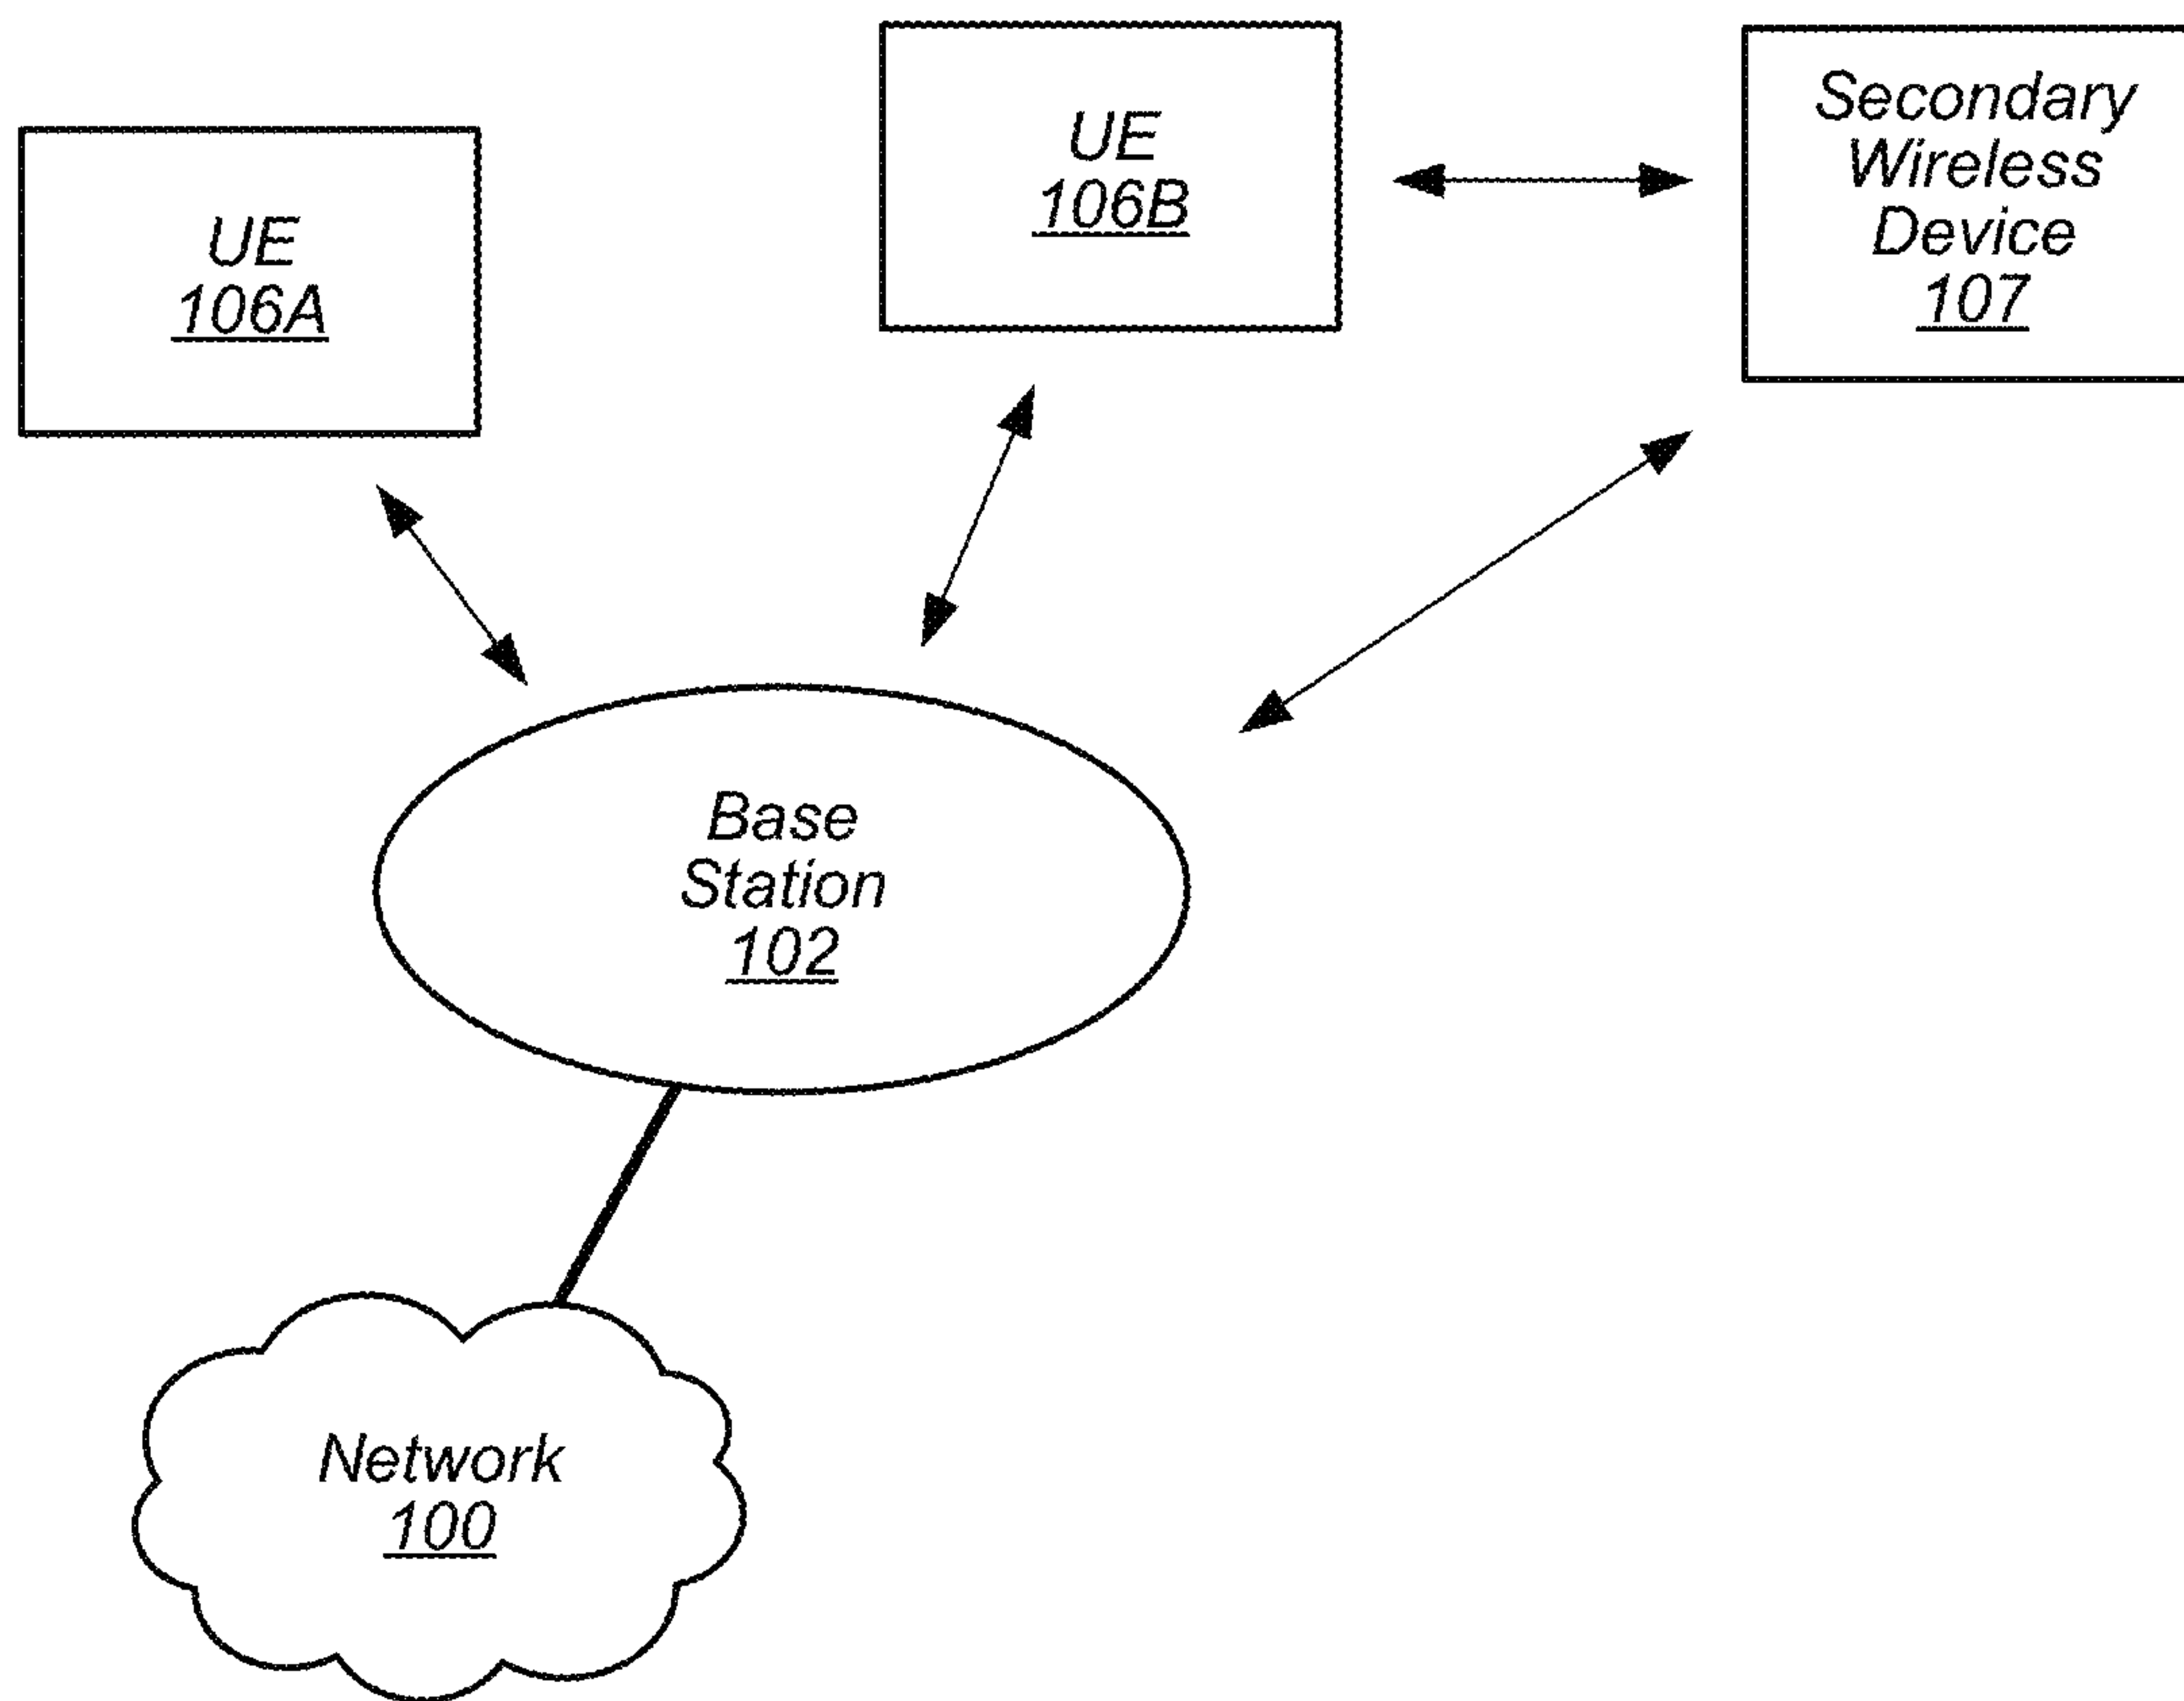 UE
106A
UE
106B
Secondary
Wireless
Device
107
Base
Station
102
Network
100